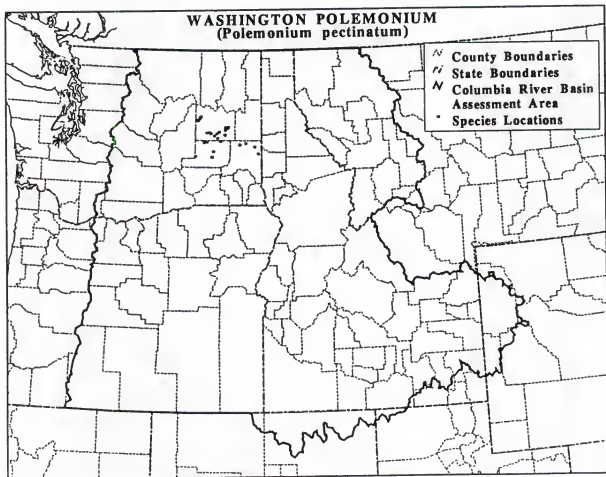 WASHINGTON POLEMONIUM
(Polemonium pectinatum)
County Boundaries
State Boundaries
Columbia River Basin
Assessment Area
Species Locations